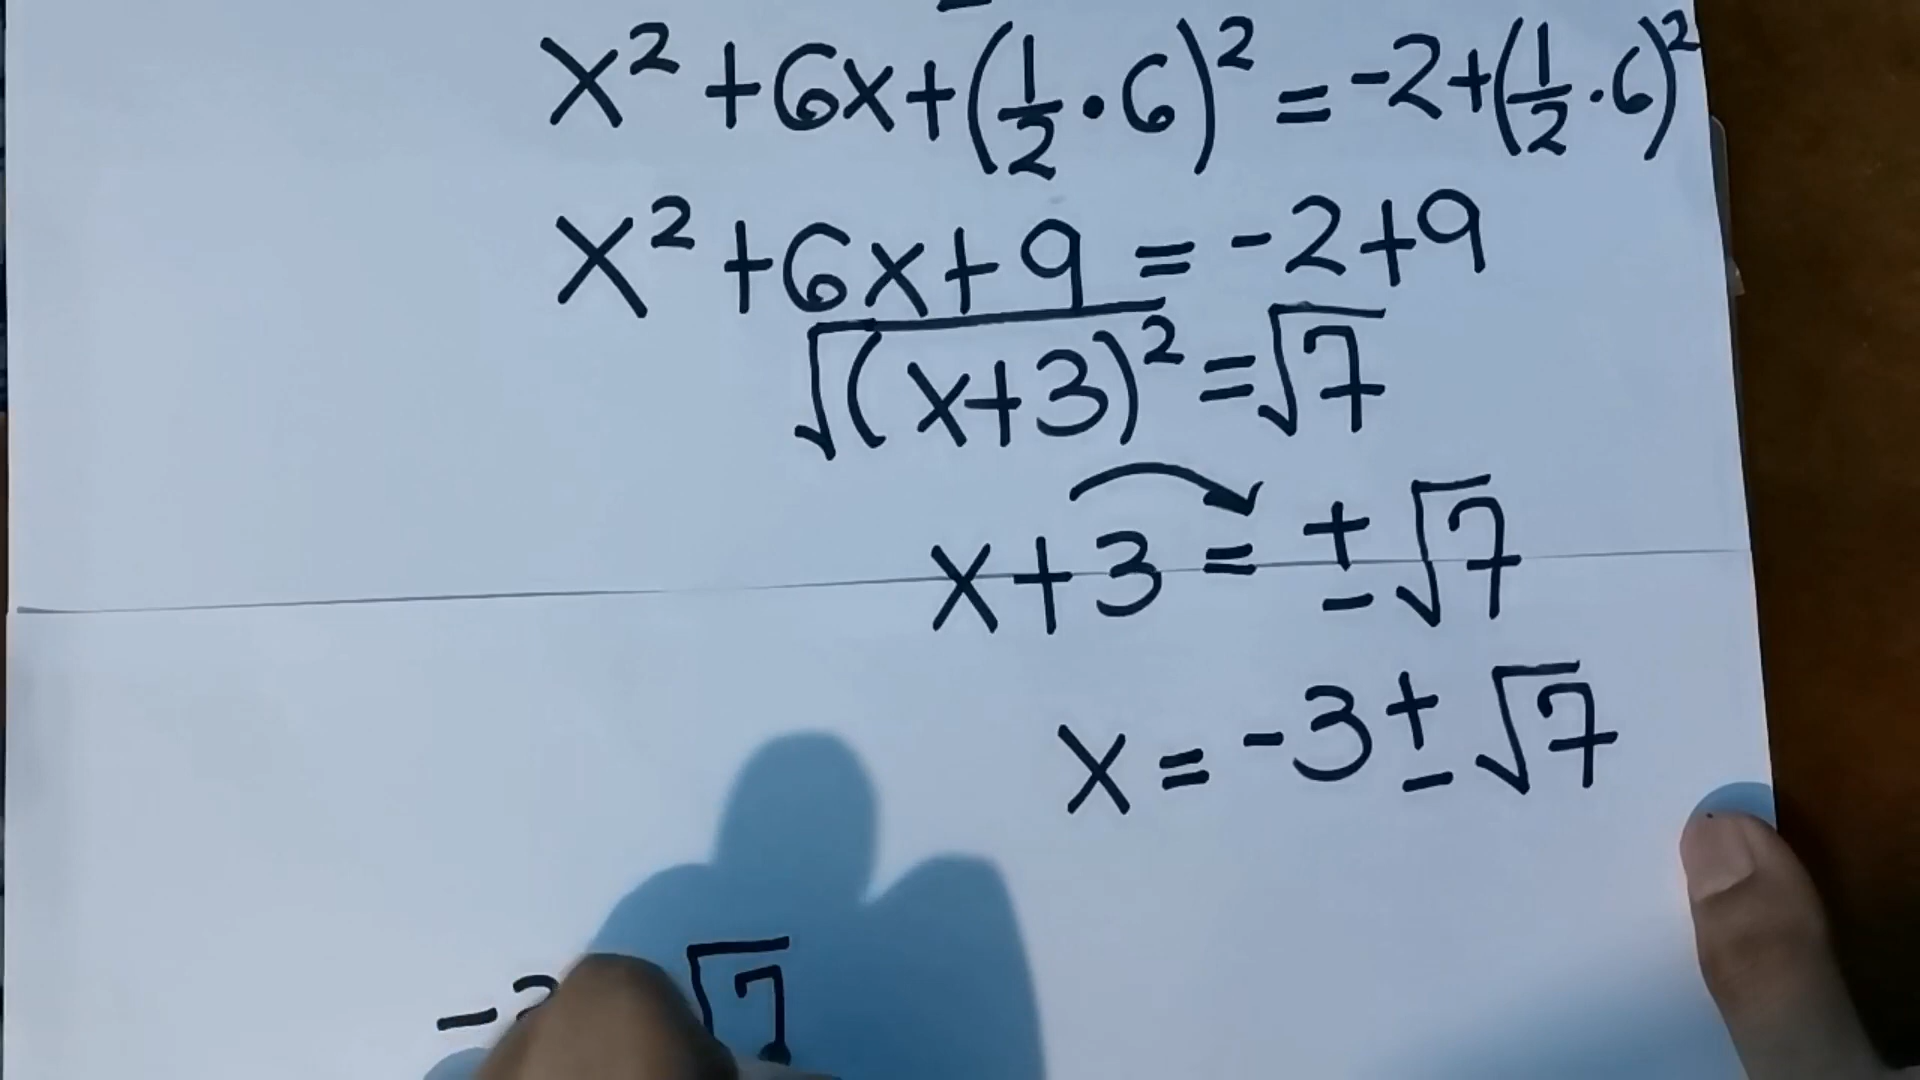 x² + 6x + (1/2 · 6)² = -2 + (1/2 · 6)²
x² + 6x + 9 = -2 + 9
√(x+3)² = √7
x + 3 = ± √7
x = -3 ± √7
√7